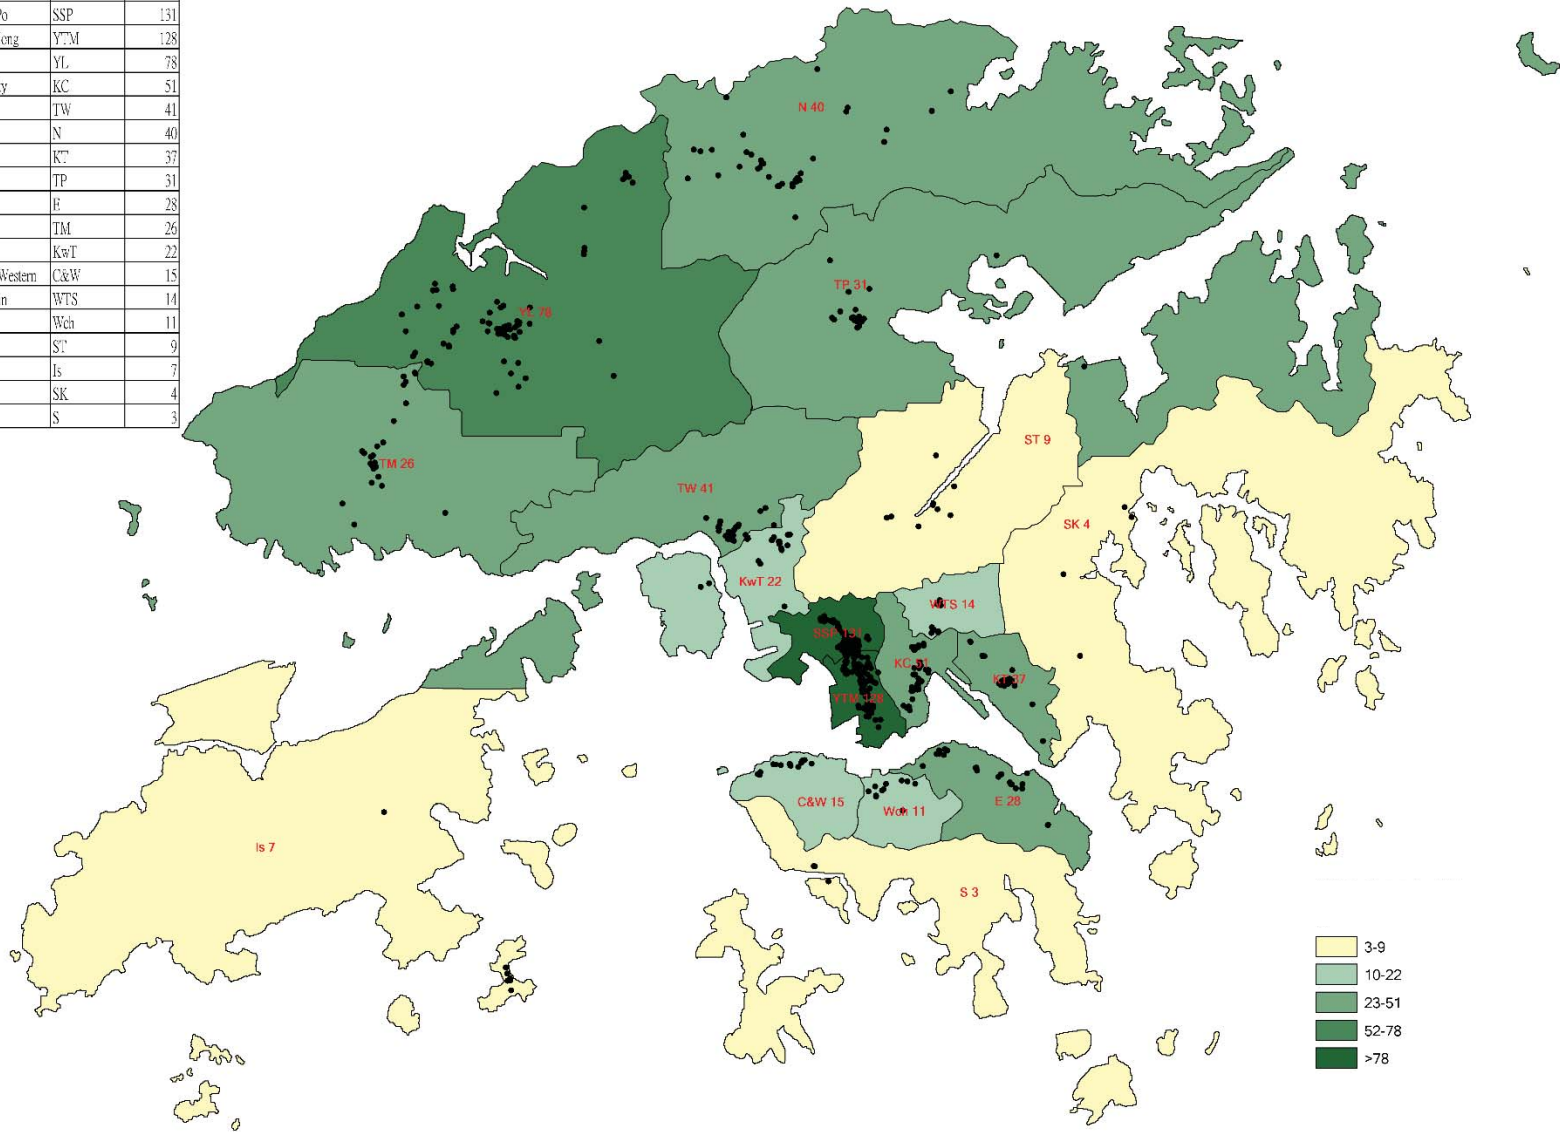 Po SSP 131
ong YTM 128
YL 78
y KC 51
TW 41
N 40
KT 37
TP 31
E 28
TM 26
KwT 22
Western C&W 15
n WTS 14
Wch 11
ST 9
Is 7
SK 4
S 3
N 40
TP 31
YL 78
ST 9
TM 26
TW 41
SK 4
KwT 22
WTS 14
SSP 131
KC 51
KT 37
YTM 128
C&W 15
Wch 11
E 28
Is 7
S 3
3-9
10-22
23-51
52-78
>78